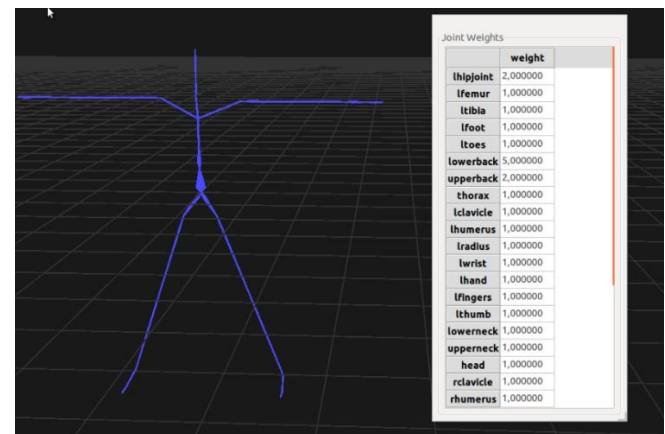 Joint Weights
weight
lhipjoint 2,000000
lfemur 1,000000
ltibia 1,000000
lfoot 1,000000
ltoes 1,000000
lowerback 5,000000
upperback 2,000000
thorax 1,000000
lclavicle 1,000000
lhumerus 1,000000
lradius 1,000000
lwrist 1,000000
lhand 1,000000
lfingers 1,000000
lthumb 1,000000
lowerneck 1,000000
upperneck 1,000000
head 1,000000
rclavicle 1,000000
rhumerus 1,000000